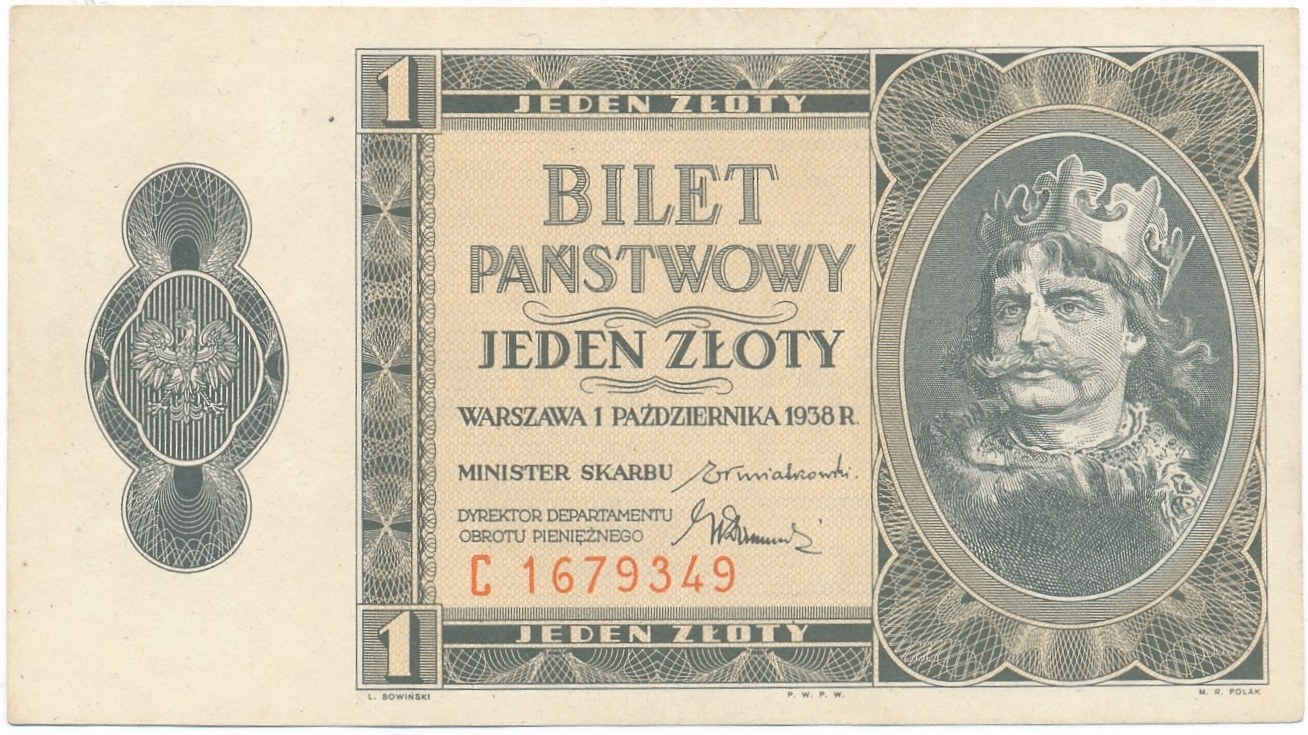 1
JEDEN ZŁOTY
BILET
PAŃSTWOWY
JEDEN ZŁOTY
WARSZAWA 1 PAŹDZIERNIKA 1938 R.
MINISTER SKARBU
DYREKTOR DEPARTAMENTU
OBROTU PIENIĘŻNEGO
C 1679349
1
JEDEN ZŁOTY
L. SOWIŃSKI
P. W. P. W.
M. R. POLAK